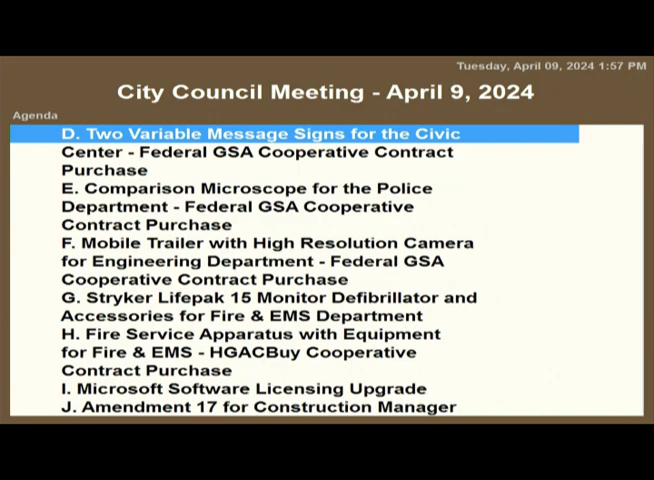 Tuesday, April 09, 2024 1:57 PM
City Council Meeting - April 9, 2024
Agenda
D. Two Variable Message Signs for the Civic
Center - Federal GSA Cooperative Contract
Purchase
E. Comparison Microscope for the Police
Department - Federal GSA Cooperative
Contract Purchase
F. Mobile Trailer with High Resolution Camera
for Engineering Department - Federal GSA
Cooperative Contract Purchase
G. Stryker Lifepak 15 Monitor Defibrillator and
Accessories for Fire & EMS Department
H. Fire Service Apparatus with Equipment
for Fire & EMS - HGACBuy Cooperative
Contract Purchase
I. Microsoft Software Licensing Upgrade
J. Amendment 17 for Construction Manager